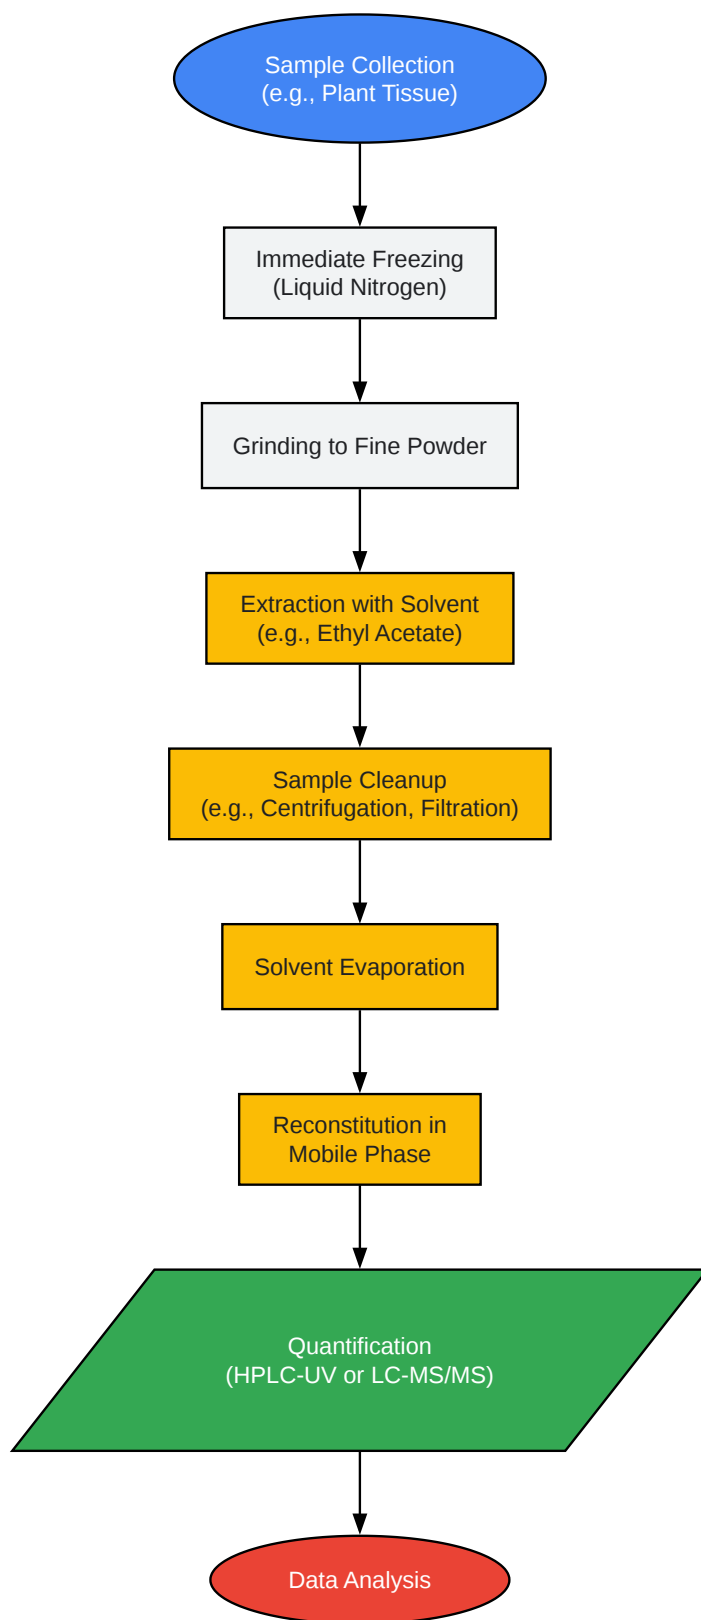 Sample Collection
(e.g., Plant Tissue)
Immediate Freezing
(Liquid Nitrogen)
Grinding to Fine Powder
Extraction with Solvent
(e.g., Ethyl Acetate)
Sample Cleanup
(e.g., Centrifugation, Filtration)
Solvent Evaporation
Reconstitution in
Mobile Phase
Quantification
(HPLC-UV or LC-MS/MS)
Data Analysis